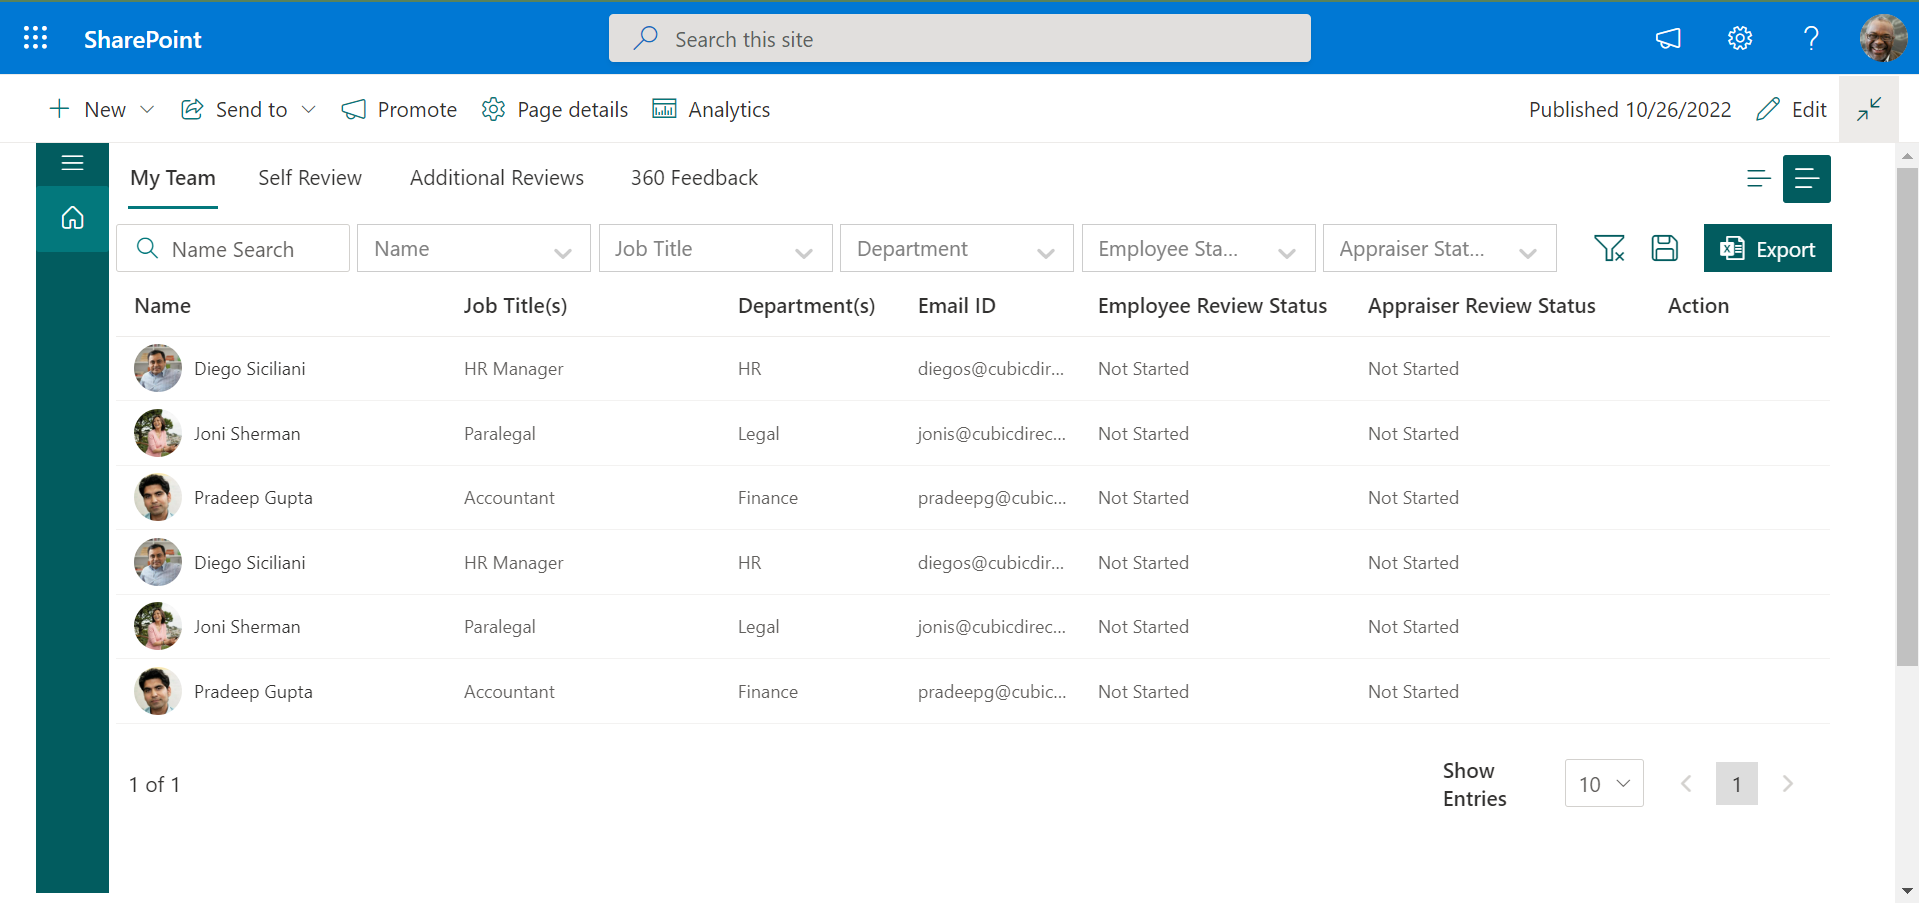 SharePoint
Search this site
New
Send to
Promote
Page details
Analytics
Published 10/26/2022
Edit
My Team
Self Review
Additional Reviews
360 Feedback
Name Search
Name
Job Title
Department
Employee Sta...
Appraiser Stat...
Export
Name Job Title(s) Department(s) Email ID Employee Review Status Appraiser Review Status Action
Diego Siciliani HR Manager HR diegos@cubicdir... Not Started Not Started
Joni Sherman Paralegal Legal jonis@cubicdirec... Not Started Not Started
Pradeep Gupta Accountant Finance pradeepg@cubic... Not Started Not Started
Diego Siciliani HR Manager HR diegos@cubicdir... Not Started Not Started
Joni Sherman Paralegal Legal jonis@cubicdirec... Not Started Not Started
Pradeep Gupta Accountant Finance pradeepg@cubic... Not Started Not Started
1 of 1
Show
Entries
10
1